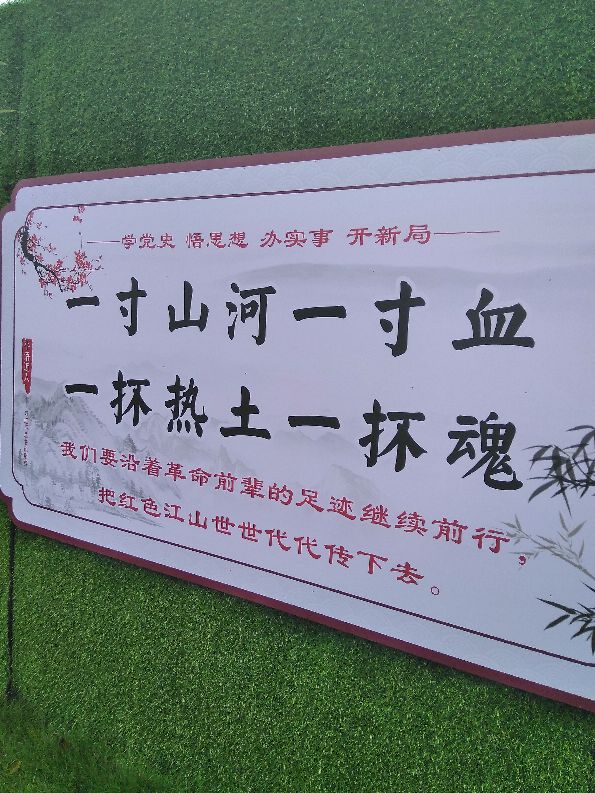 学党史 悟思想 办实事 开新局
一寸山河一寸血
一抔热土一抔魂
我们要沿着革命前辈的足迹继续前行，
把红色江山世世代代传下去。